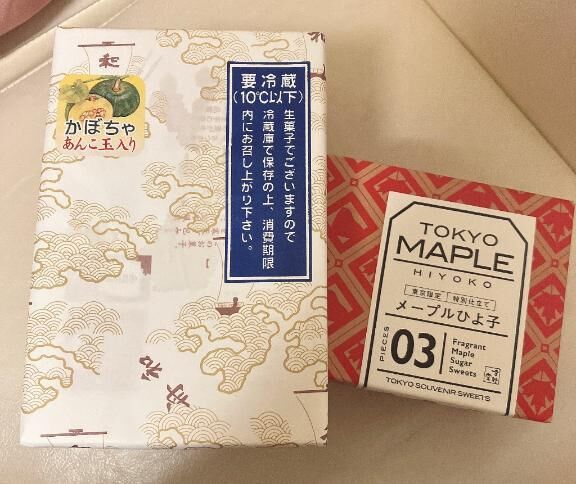 和
かぼちゃ
あんこ玉入り
要冷蔵
(10℃以下)
生菓子でございますので
冷蔵庫で保存の上、消費期限
内にお召し上がり下さい。
TOKYO
MAPLE
HIYOKO
東京限定 特別仕立て
メープルひよ子
PIECES
03
Fragrant
Maple
Sugar
Sweets
TOKYO SOUVENIR SWEETS